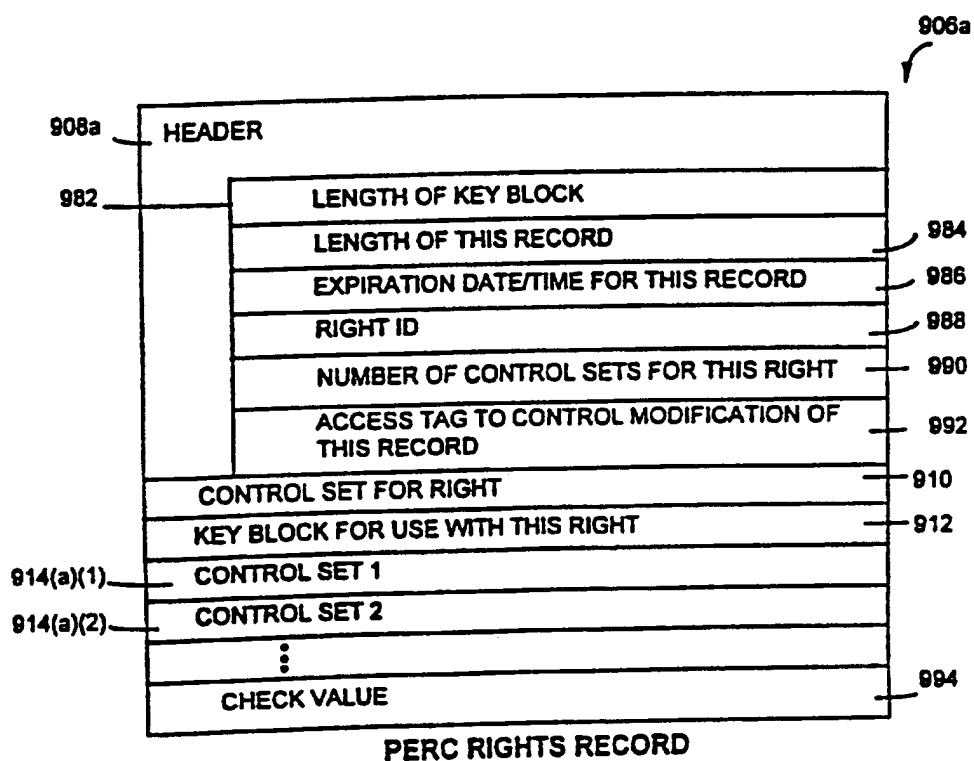 906a
908a
HEADER
982
LENGTH OF KEY BLOCK
LENGTH OF THIS RECORD
984
EXPIRATION DATE/TIME FOR THIS RECORD
986
RIGHT ID
988
NUMBER OF CONTROL SETS FOR THIS RIGHT
990
ACCESS TAG TO CONTROL MODIFICATION OF
THIS RECORD
992
CONTROL SET FOR RIGHT
910
KEY BLOCK FOR USE WITH THIS RIGHT
912
914(a)(1)
CONTROL SET 1
914(a)(2)
CONTROL SET 2
CHECK VALUE
994
PERC RIGHTS RECORD